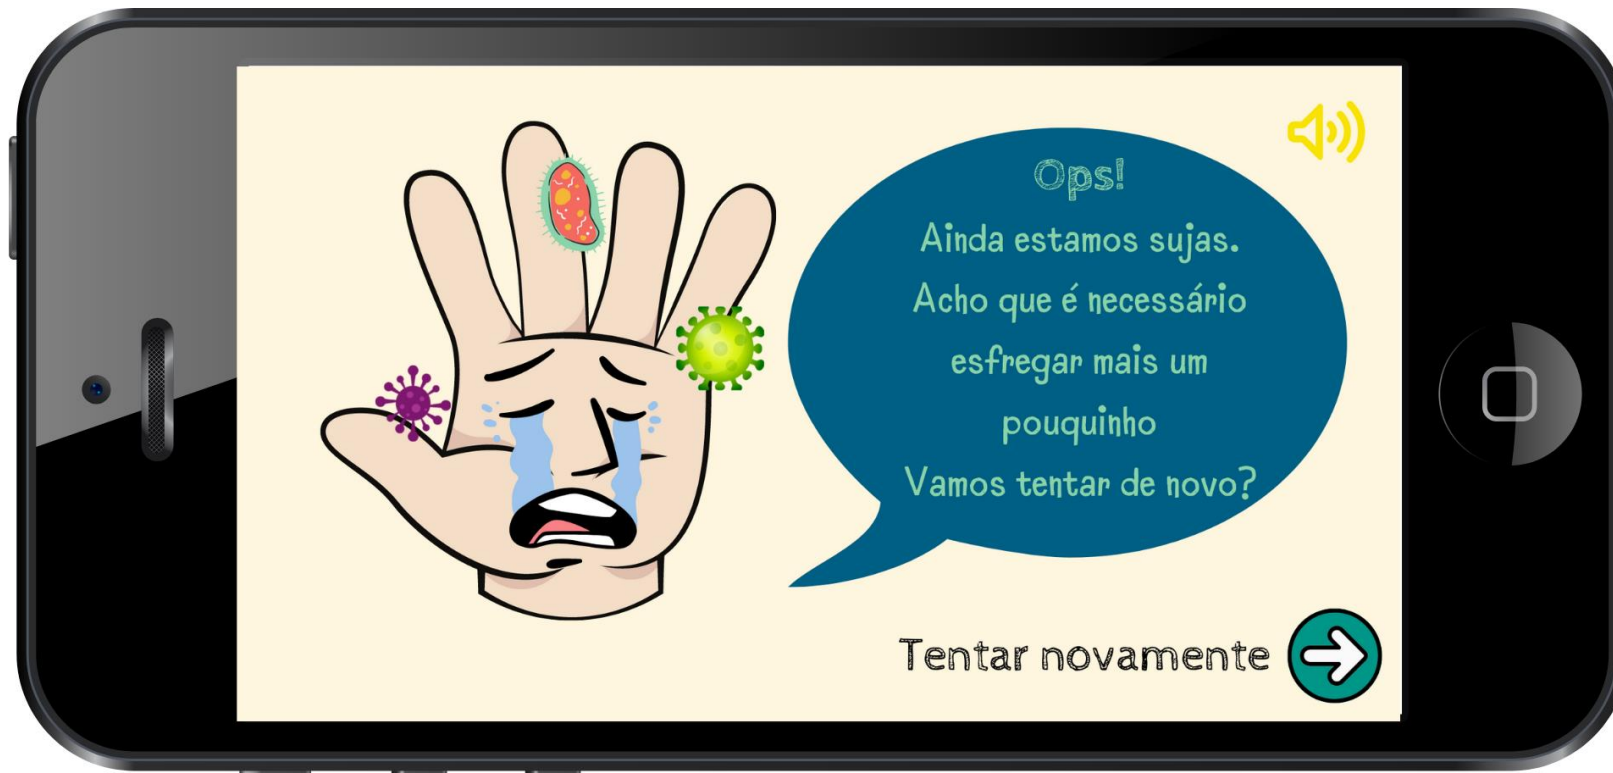 Ops!
Ainda estamos sujas.
Acho que é necessário
esfregar mais um
pouquinho
Vamos tentar de novo?
Tentar novamente